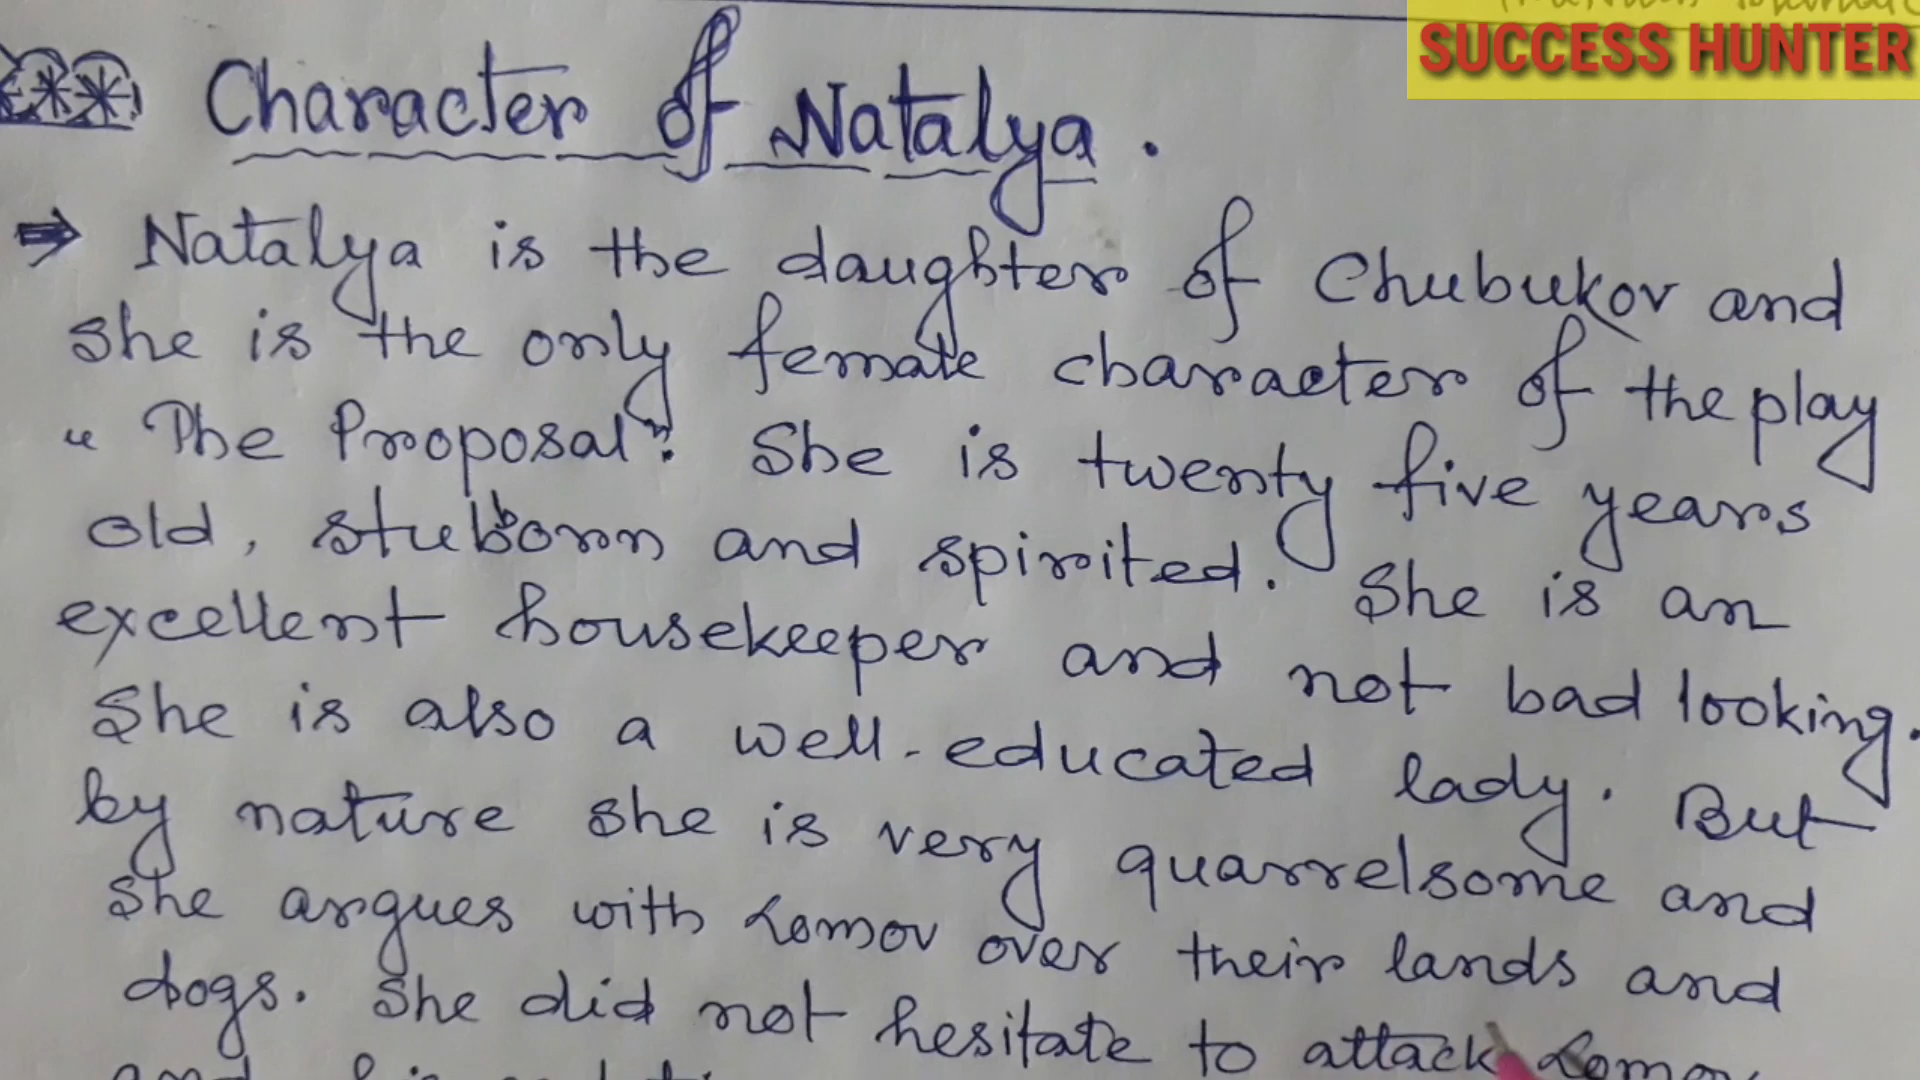 SUCCESS HUNTER
Character of Natalya.
⇒ Natalya is the daughter of Chubukov and
she is the only female character of the play
"The Proposal". She is twenty five years
old, stubborn and spirited. She is an
excellent housekeeper and not bad looking.
She is also a well-educated lady. But
by nature she is very quarrelsome and
she argues with Lomov over their lands and
dogs. She did not hesitate to attack Lomov
and